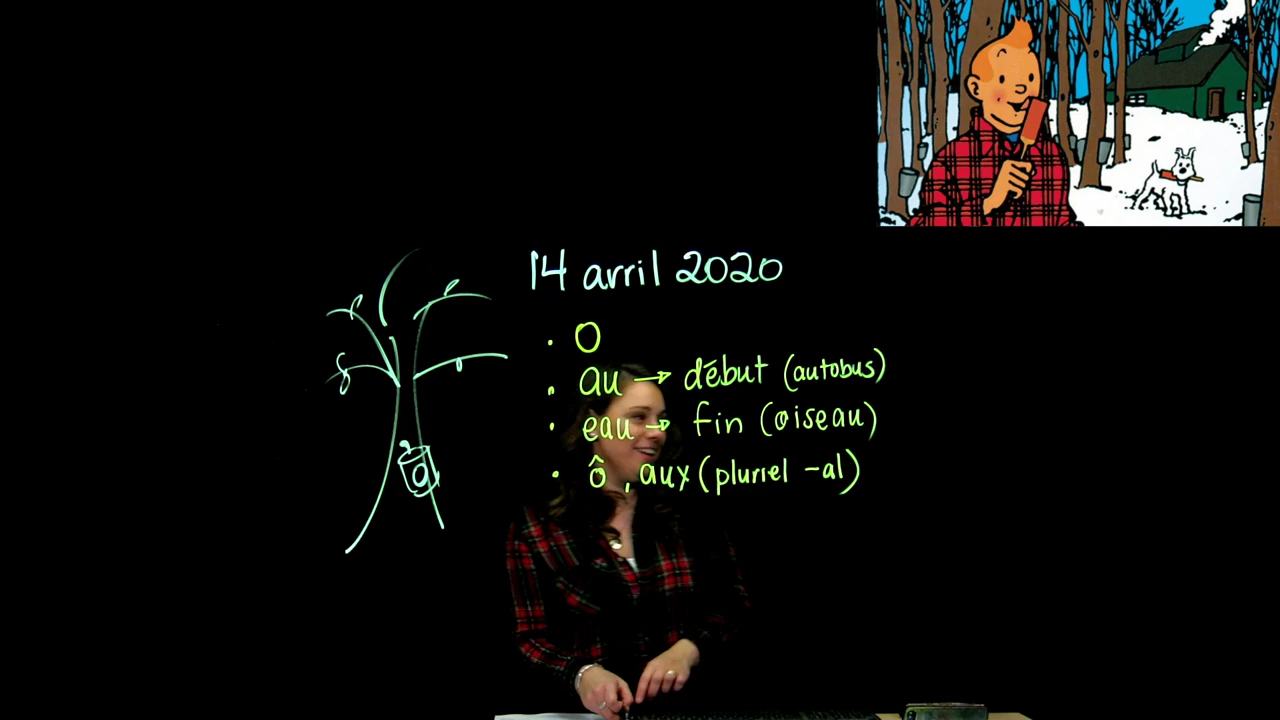 14 avril 2020
• O
• au → début (autobus)
• eau → fin (oiseau)
• ô, aux (pluriel -al)